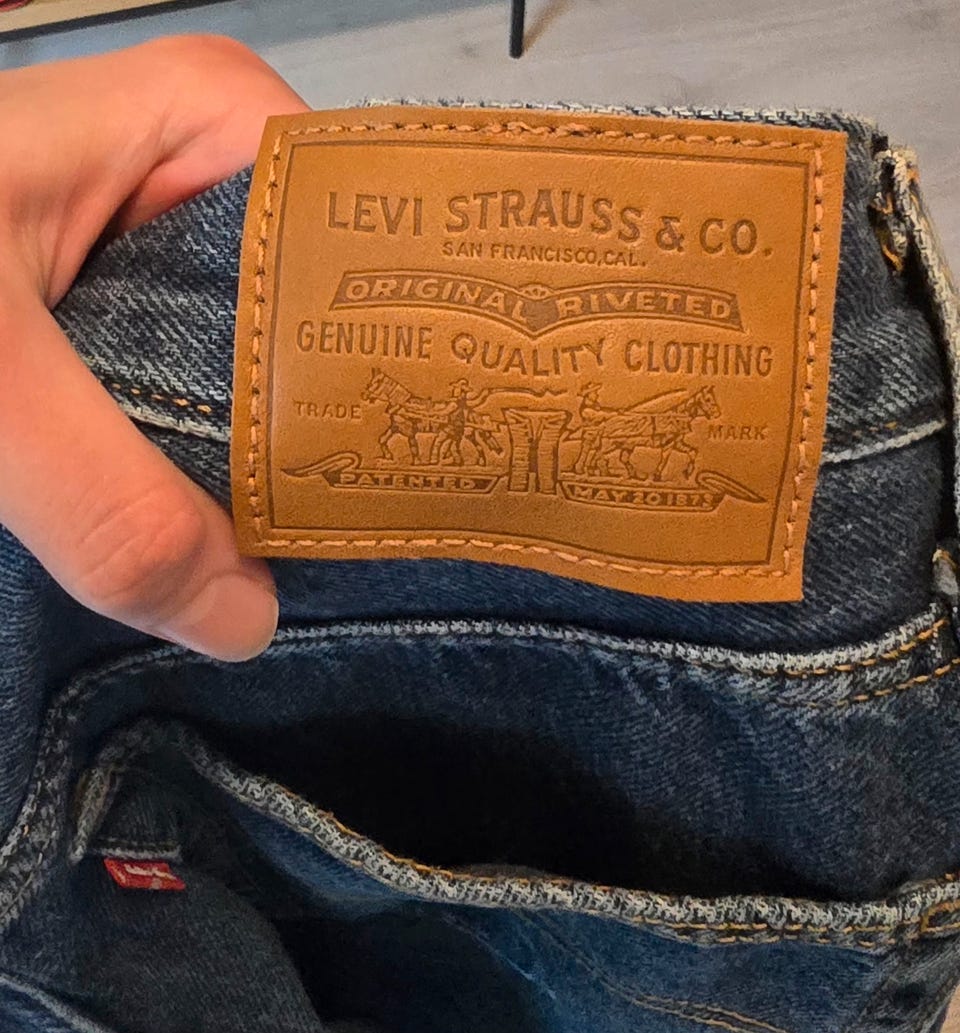 LEVI STRAUSS & CO.
SAN FRANCISCO, CAL.
ORIGINAL RIVETED
GENUINE QUALITY CLOTHING
TRADE MARK
PATENTED MAY 20 1873